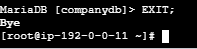 MariaDB [companydb]> EXIT;
Bye
[root@ip-192-0-0-11 ~]#